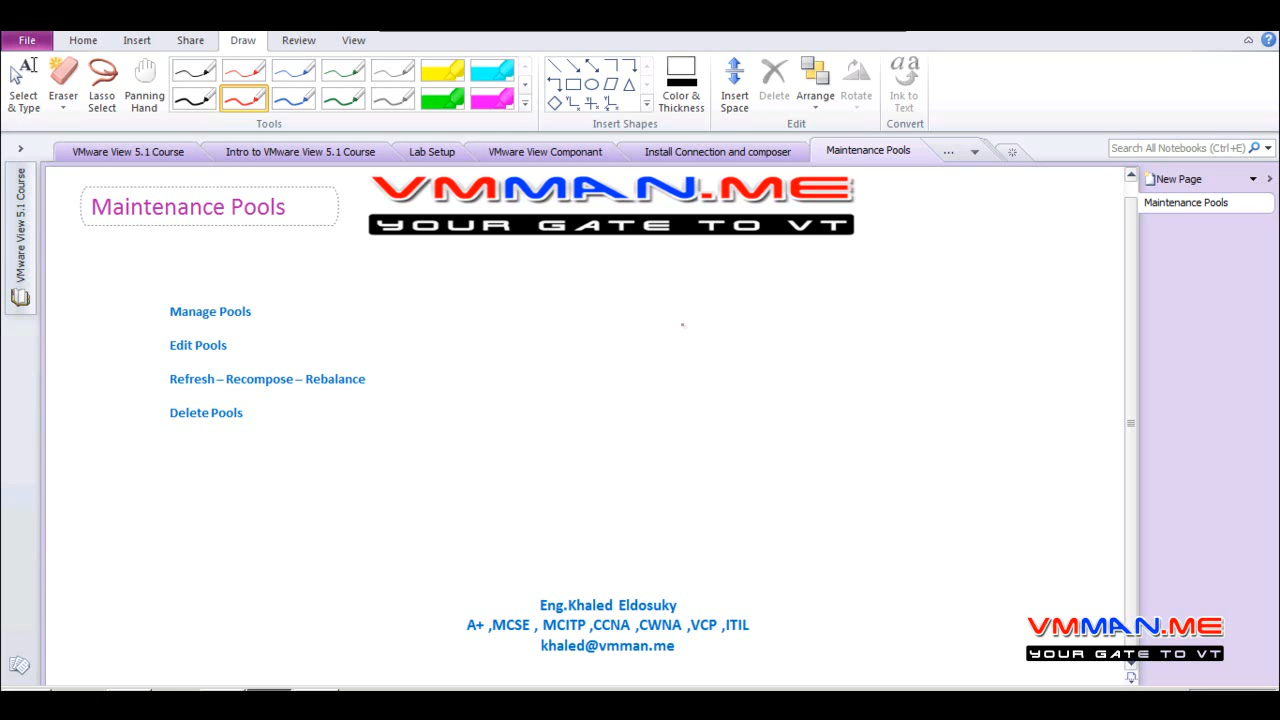 File Home Insert Share Draw Review View
Select & Type
Eraser
Lasso Select
Panning Hand
Color & Thickness
Insert Space
Delete
Arrange
Rotate
Ink to Text
Tools
Insert Shapes
Edit
Convert
VMware View 5.1 Course
Intro to VMware View 5.1 Course
Lab Setup
VMware View Componant
Install Connection and composer
Maintenance Pools
...
Search All Notebooks (Ctrl+E)
VMware View 5.1 Course
New Page
Maintenance Pools
Maintenance Pools
VMMAN.ME
YOUR GATE TO VT
Manage Pools
Edit Pools
Refresh – Recompose – Rebalance
Delete Pools
Eng.Khaled Eldosuky
A+ ,MCSE , MCITP ,CCNA ,CWNA ,VCP ,ITIL
khaled@vmman.me
VMMAN.ME
YOUR GATE TO VT